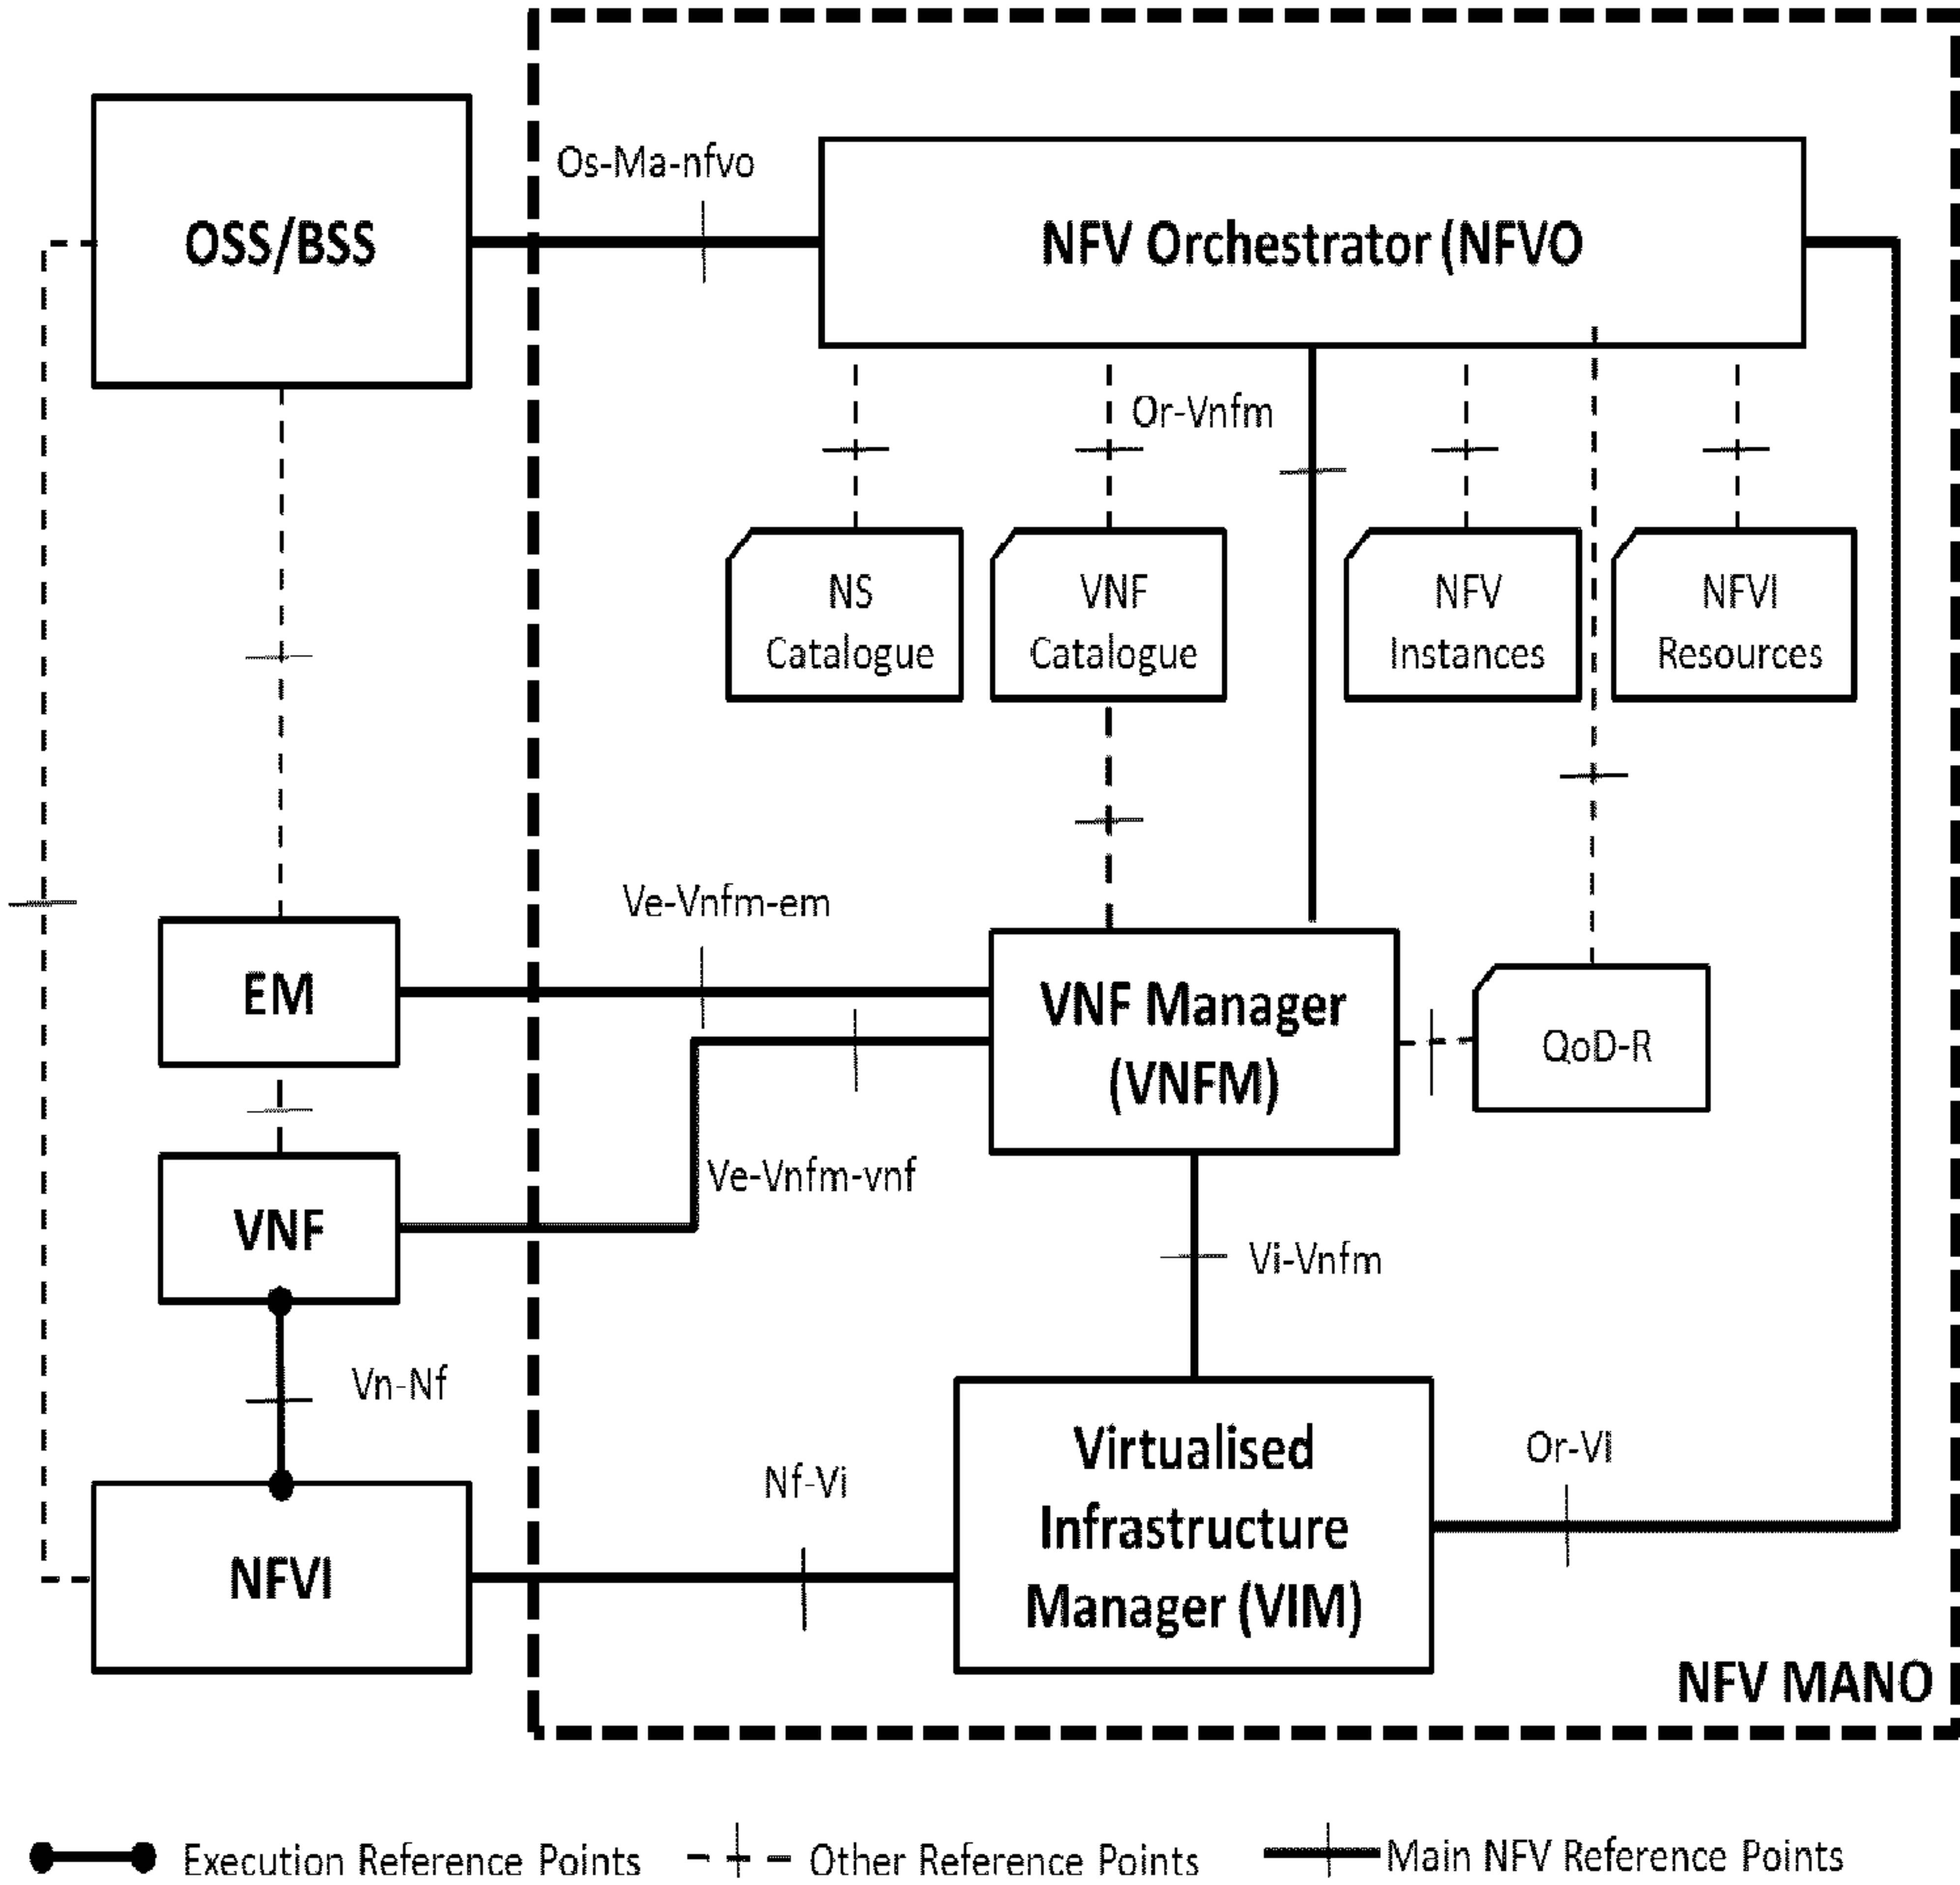 Os-Ma-nfvo
OSS/BSS
NFV Orchestrator (NFVO
Or-Vnfm
NS
Catalogue
VNF
Catalogue
NFV
Instances
NFVI
Resources
Ve-Vnfm-em
EM
VNF Manager
(VNFM)
QoD-R
Ve-Vnfm-vnf
VNF
Vi-Vnfm
Vn-Nf
Nf-Vi
Virtualised
Infrastructure
Manager (VIM)
Or-VI
NFVI
NFV MANO
Execution Reference Points
Other Reference Points
Main NFV Reference Points